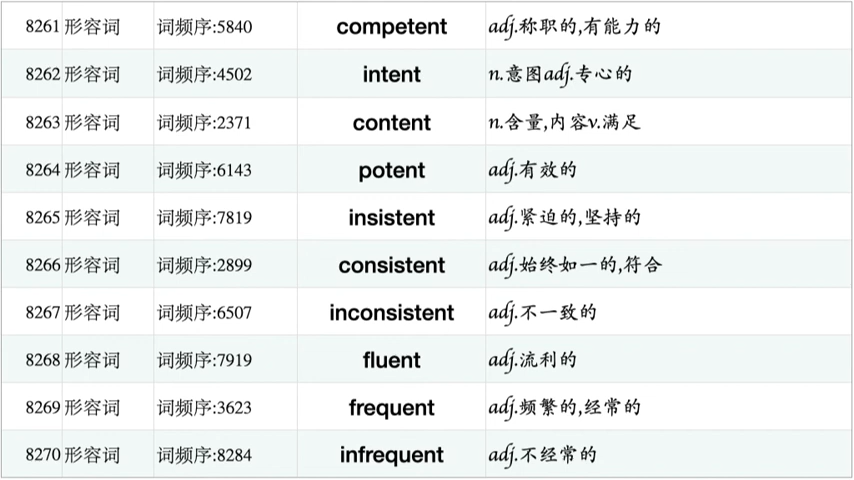 8261 形容词 词频序:5840 competent adj.称职的,有能力的
8262 形容词 词频序:4502 intent n.意图adj.专心的
8263 形容词 词频序:2371 content n.含量,内容v.满足
8264 形容词 词频序:6143 potent adj.有效的
8265 形容词 词频序:7819 insistent adj.紧迫的,坚持的
8266 形容词 词频序:2899 consistent adj.始终如一的,符合
8267 形容词 词频序:6507 inconsistent adj.不一致的
8268 形容词 词频序:7919 fluent adj.流利的
8269 形容词 词频序:3623 frequent adj.频繁的,经常的
8270 形容词 词频序:8284 infrequent adj.不经常的